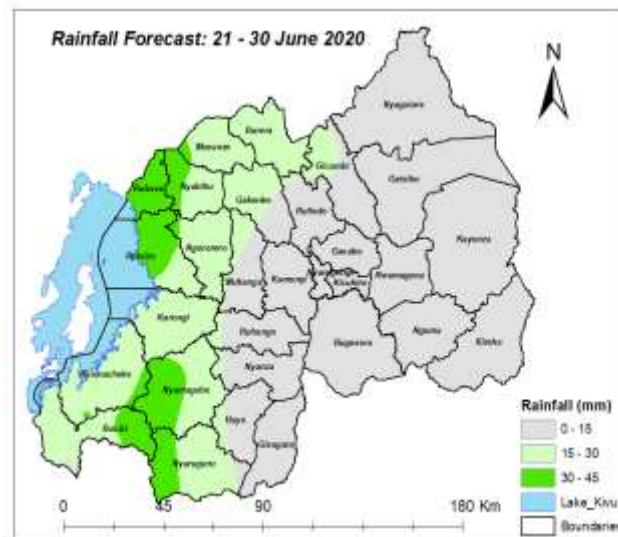 Rainfall Forecast: 21 - 30 June 2020
N
Nyagatare
Burera
Musanze
Gicumbi
Gatsibo
Rubavu
Nyabihu
Gakenke
Rulindo
Kayonza
Rutsiro
Ngororero
Gasabo
Muhanga
Kamonyi
Kicukiro
Rwamagana
Karongi
Ruhango
Bugesera
Ngoma
Kirehe
Nyanza
Nyamasheke
Nyamagabe
Huye
Rusizi
Gisagara
Nyaruguru
Rainfall (mm)
0 - 15
15 - 30
30 - 45
Lake_Kivu
Boundaries
0 45 90 180 Km